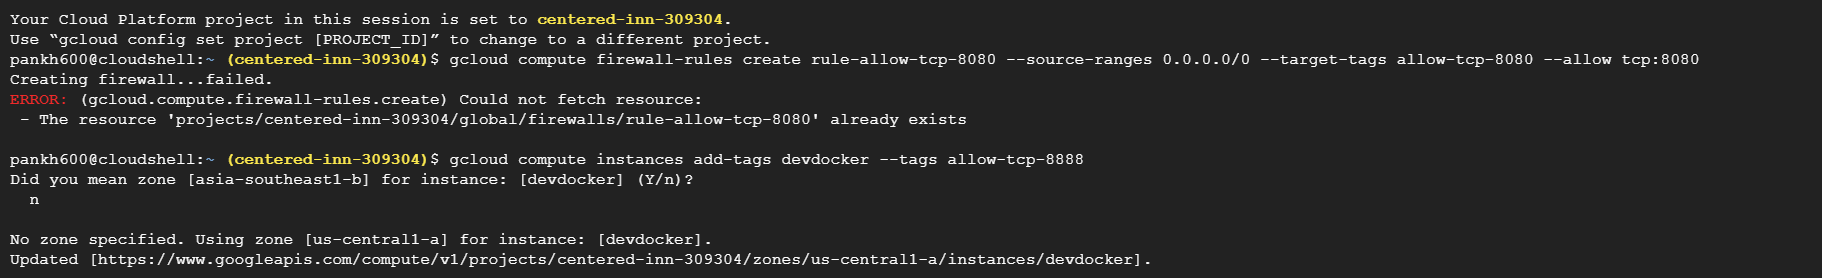 Your Cloud Platform project in this session is set to centered-inn-309304.
Use “gcloud config set project [PROJECT_ID]” to change to a different project.
pankh600@cloudshell:~ (centered-inn-309304)$ gcloud compute firewall-rules create rule-allow-tcp-8080 --source-ranges 0.0.0.0/0 --target-tags allow-tcp-8080 --allow tcp:8080
Creating firewall...failed.
ERROR: (gcloud.compute.firewall-rules.create) Could not fetch resource:
 - The resource 'projects/centered-inn-309304/global/firewalls/rule-allow-tcp-8080' already exists
pankh600@cloudshell:~ (centered-inn-309304)$ gcloud compute instances add-tags devdocker --tags allow-tcp-8888
Did you mean zone [asia-southeast1-b] for instance: [devdocker] (Y/n)?
  n
No zone specified. Using zone [us-central1-a] for instance: [devdocker].
Updated [https://www.googleapis.com/compute/v1/projects/centered-inn-309304/zones/us-central1-a/instances/devdocker].